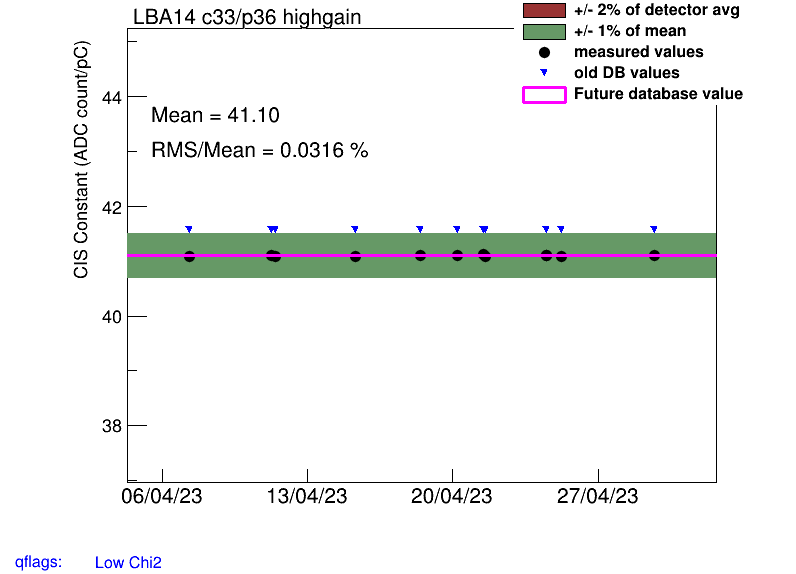 LBA14 c33/p36 highgain
+/- 2% of detector avg
+/- 1% of mean
measured values
old DB values
Future database value
CIS Constant (ADC count/pC)
Mean = 41.10
RMS/Mean = 0.0316 %
44
42
40
38
06/04/23 13/04/23 20/04/23 27/04/23
qflags: Low Chi2